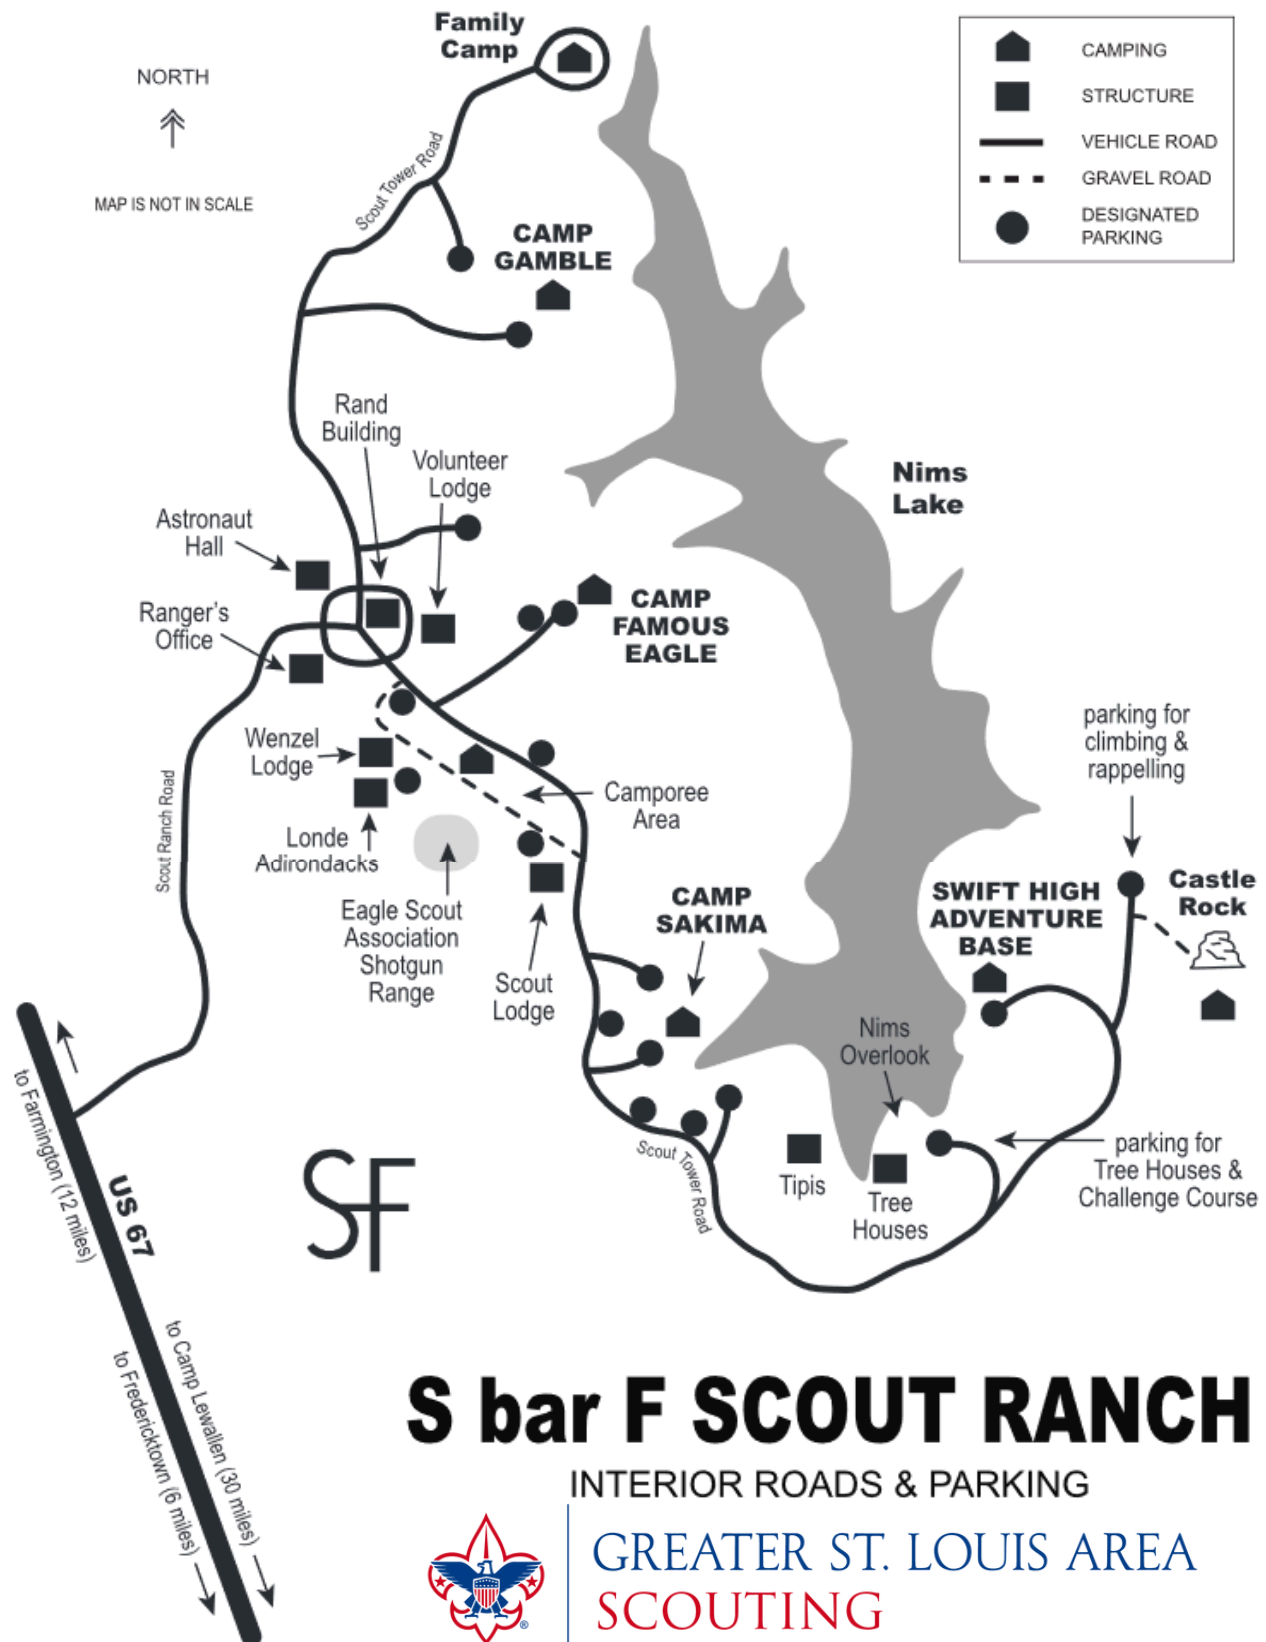 Family
Camp
NORTH
MAP IS NOT IN SCALE
CAMPING
STRUCTURE
VEHICLE ROAD
GRAVEL ROAD
DESIGNATED
PARKING
Scout Tower Road
CAMP
GAMBLE
Rand
Building
Volunteer
Lodge
Nims
Lake
Astronaut
Hall
Ranger's
Office
CAMP
FAMOUS
EAGLE
Wenzel
Lodge
Camporee
Area
parking for
climbing &
rappelling
Scout Ranch Road
Londe
Adirondacks
Eagle Scout
Association
Shotgun
Range
Scout
Lodge
CAMP
SAKIMA
SWIFT HIGH
ADVENTURE
BASE
Castle
Rock
Nims
Overlook
to Farmington (12 miles)
US 67
Scout Tower Road
Tipis
Tree
Houses
parking for
Tree Houses &
Challenge Course
SF
to Camp Lewallen (30 miles)
to Fredericktown (6 miles)
S bar F SCOUT RANCH
INTERIOR ROADS & PARKING
GREATER ST. LOUIS AREA
SCOUTING
®